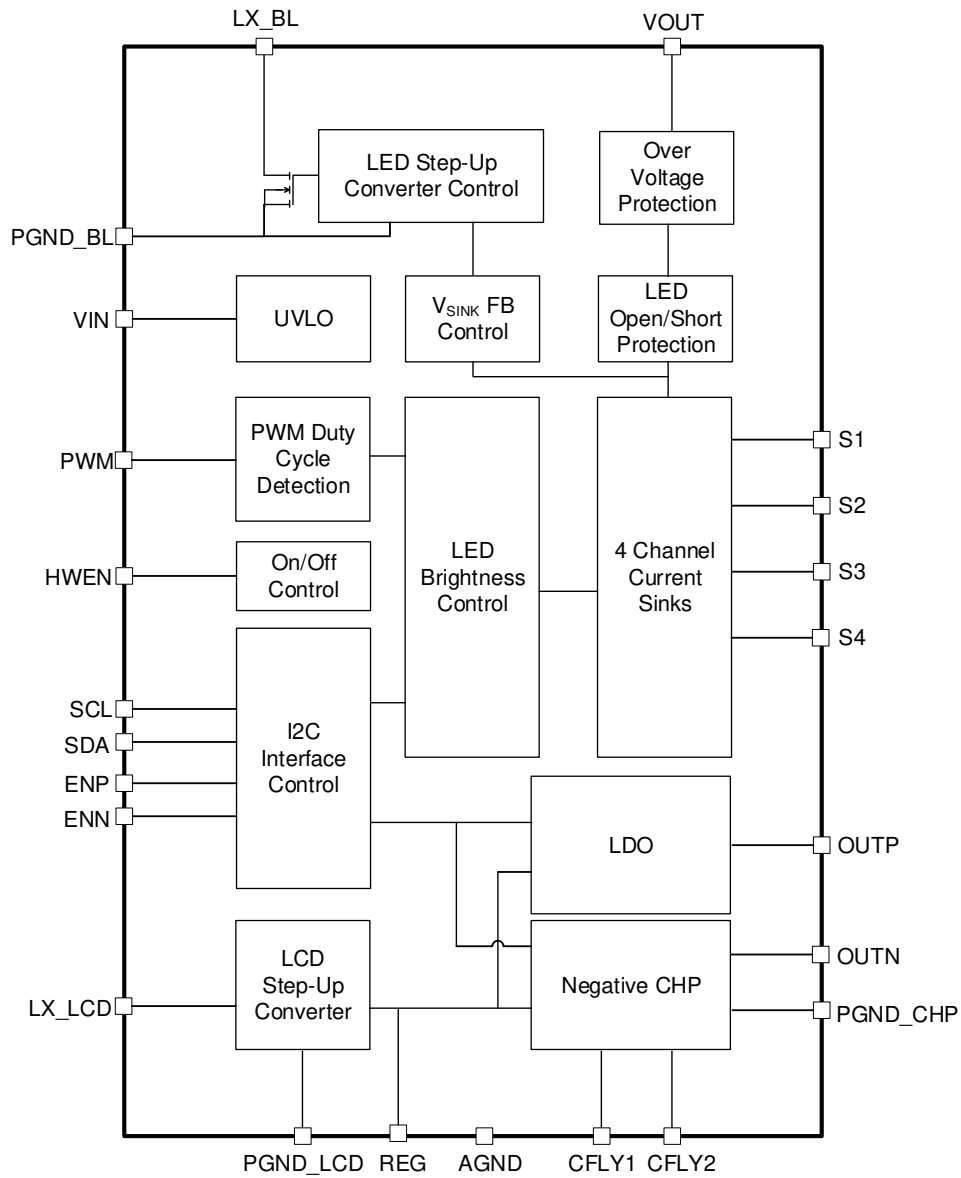 LX_BL
VOUT
LED Step-Up
Converter Control
Over
Voltage
Protection
PGND_BL
VIN
UVLO
VSINK FB
Control
LED
Open/Short
Protection
PWM
PWM Duty
Cycle
Detection
HWEN
On/Off
Control
LED
Brightness
Control
4 Channel
Current
Sinks
S1
S2
S3
S4
SCL
SDA
ENP
ENN
I2C
Interface
Control
LDO
OUTP
LX_LCD
LCD
Step-Up
Converter
Negative CHP
OUTN
PGND_CHP
PGND_LCD
REG
AGND
CFLY1
CFLY2